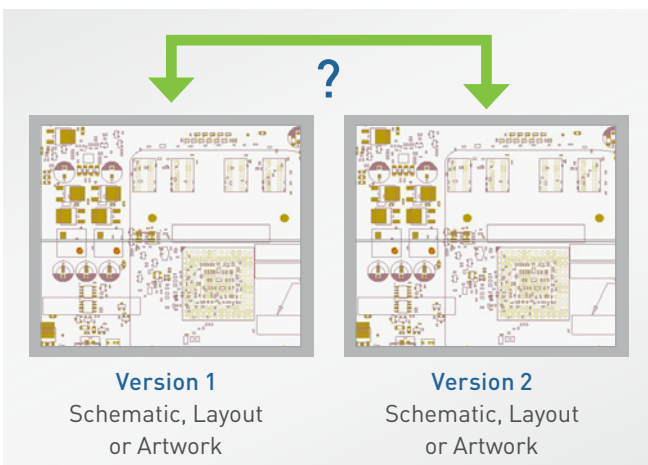 ?
Version 1
Schematic, Layout
or Artwork
Version 2
Schematic, Layout
or Artwork